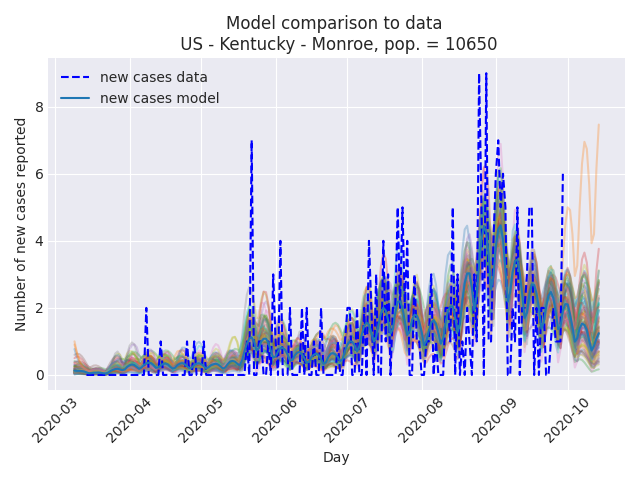 Model comparison to data
US - Kentucky - Monroe, pop. = 10650
new cases data
new cases model
Number of new cases reported
8
6
4
2
0
2020-03
2020-04
2020-05
2020-06
2020-07
2020-08
2020-09
2020-10
Day